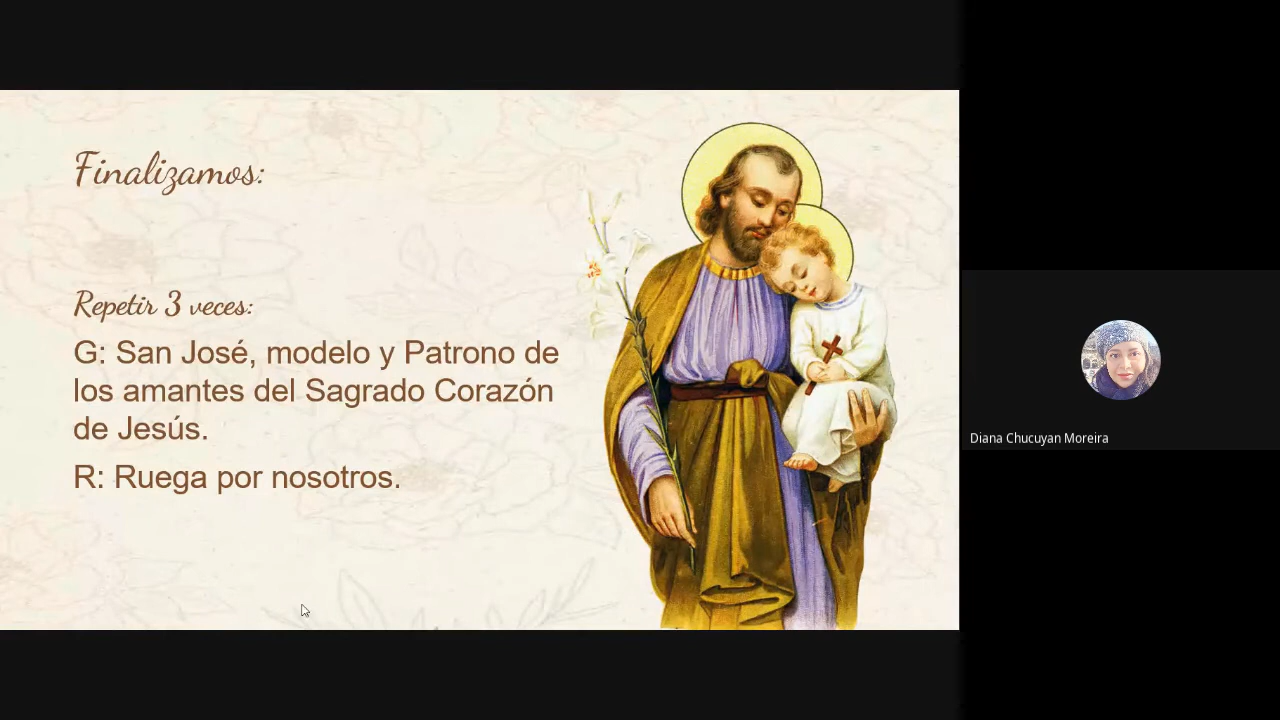 Finalizamos:
Repetir 3 veces:
G: San José, modelo y Patrono de
los amantes del Sagrado Corazón
de Jesús.
R: Ruega por nosotros.
Diana Chucuyan Moreira